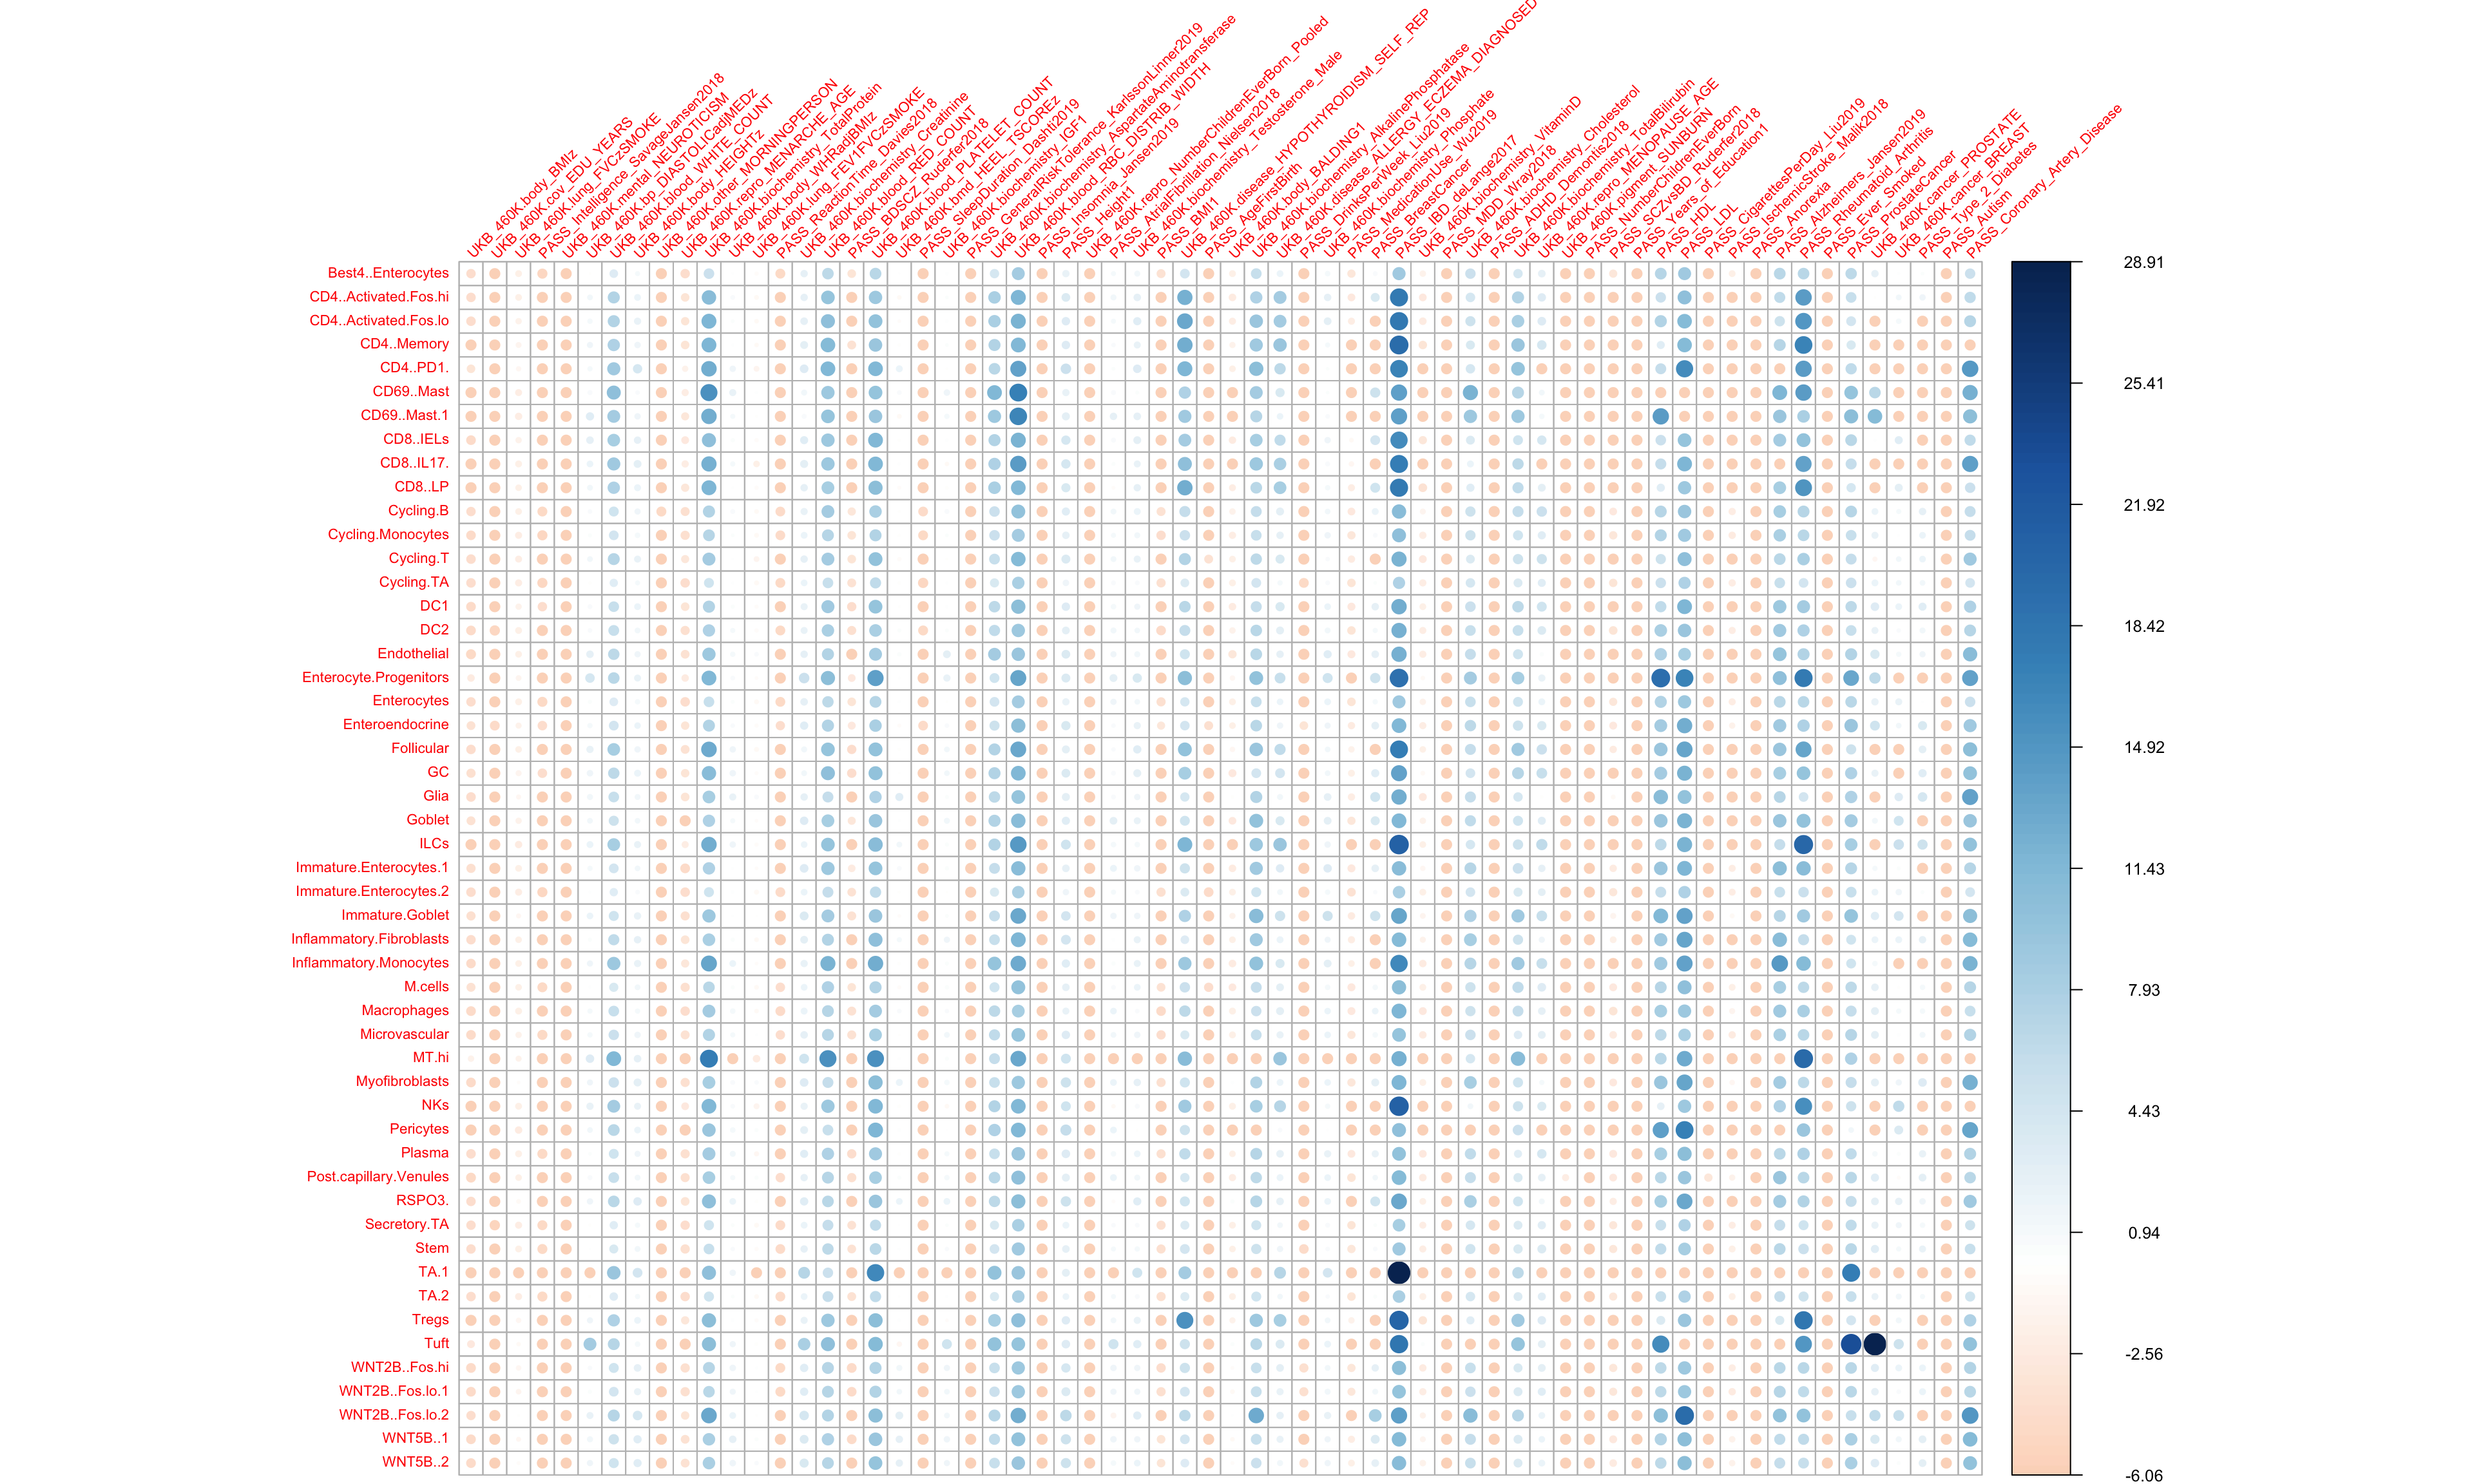 UKB_460K.body_BMIz
UKB_460K.cov_EDU_YEARS
UKB_460K.lung_FVCzSMOKE
PASS_Intelligence_SavageJansen2018
UKB_460K.mental_NEUROTICISM
UKB_460K.bp_DIASTOLICadjMEDz
UKB_460K.blood_WHITE_COUNT
UKB_460K.body_HEIGHTz
UKB_460K.other_MORNINGPERSON
UKB_460K.repro_MENARCHE_AGE
UKB_460K.biochemistry_TotalProtein
UKB_460K.body_WHRadjBMIz
UKB_460K.lung_FEV1FVCzSMOKE
PASS_ReactionTime_Davies2018
UKB_460K.biochemistry_Creatinine
UKB_460K.blood_RED_COUNT
PASS_BDSCZ_Ruderfer2018
UKB_460K.blood_PLATELET_COUNT
UKB_460K.bmd_HEEL_TSCOREz
PASS_SleepDuration_Dashti2019
UKB_460K.biochemistry_IGF1
PASS_GeneralRiskTolerance_KarlssonLinner2019
UKB_460K.biochemistry_AspartateAminotransferase
UKB_460K.blood_RBC_DISTRIB_WIDTH
PASS_Insomnia_Jansen2019
PASS_Height1
UKB_460K.repro_NumberChildrenEverBorn_Pooled
PASS_AtrialFibrillation_Nielsen2018
UKB_460K.biochemistry_Testosterone_Male
PASS_BMI1
UKB_460K.disease_HYPOTHYROIDISM_SELF_REP
PASS_AgeFirstBirth
UKB_460K.body_BALDING1
UKB_460K.biochemistry_AlkalinePhosphatase
UKB_460K.disease_ALLERGY_ECZEMA_DIAGNOSED
PASS_DrinksPerWeek_Liu2019
UKB_460K.biochemistry_Phosphate
PASS_MedicationUse_Wu2019
PASS_BreastCancer
PASS_IBD_deLange2017
UKB_460K.biochemistry_VitaminD
PASS_MDD_Wray2018
UKB_460K.biochemistry_Cholesterol
PASS_ADHD_Demontis2018
UKB_460K.biochemistry_TotalBilirubin
UKB_460K.repro_MENOPAUSE_AGE
UKB_460K.pigment_SUNBURN
PASS_NumberChildrenEverBorn
PASS_SCZvsBD_Ruderfer2018
PASS_Years_of_Education1
PASS_HDL
PASS_LDL
PASS_CigarettesPerDay_Liu2019
PASS_IschemicStroke_Malik2018
PASS_Anorexia
PASS_Alzheimers_Jansen2019
PASS_Rheumatoid_Arthritis
PASS_Ever_Smoked
PASS_ProstateCancer
UKB_460K.cancer_PROSTATE
UKB_460K.cancer_BREAST
PASS_Type_2_Diabetes
PASS_Autism
PASS_Coronary_Artery_Disease
Best4..Enterocytes
CD4..Activated.Fos.hi
CD4..Activated.Fos.lo
CD4..Memory
CD4..PD1.
CD69..Mast
CD69..Mast.1
CD8..IELs
CD8..IL17.
CD8..LP
Cycling.B
Cycling.Monocytes
Cycling.T
Cycling.TA
DC1
DC2
Endothelial
Enterocyte.Progenitors
Enterocytes
Enteroendocrine
Follicular
GC
Glia
Goblet
ILCs
Immature.Enterocytes.1
Immature.Enterocytes.2
Immature.Goblet
Inflammatory.Fibroblasts
Inflammatory.Monocytes
M.cells
Macrophages
Microvascular
MT.hi
Myofibroblasts
NKs
Pericytes
Plasma
Post.capillary.Venules
RSPO3.
Secretory.TA
Stem
TA.1
TA.2
Tregs
Tuft
WNT2B..Fos.hi
WNT2B..Fos.lo.1
WNT2B..Fos.lo.2
WNT5B..1
WNT5B..2
28.91
25.41
21.92
18.42
14.92
11.43
7.93
4.43
0.94
-2.56
-6.06